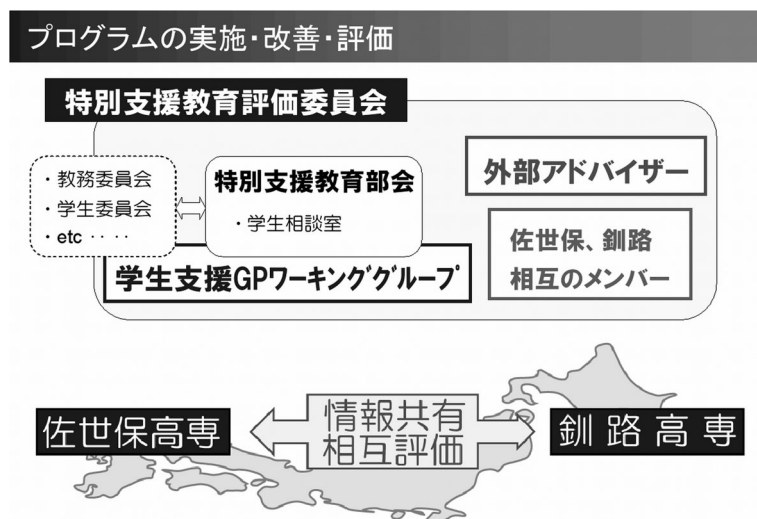 プログラムの実施・改善・評価
特別支援教育評価委員会
・教務委員会
・学生委員会
・etc ‥‥
特別支援教育部会
・学生相談室
学生支援GPワーキンググループ
外部アドバイザー
佐世保、釧路
相互のメンバー
佐世保高専
情報共有
相互評価
釧路高専